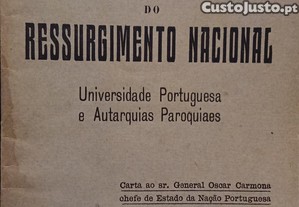 CustoJusto.pt
DO
RESSURGIMENTO NACIONAL
Universidade Portuguesa
e Autarquias Paroquiaes
Carta ao sr. General Oscar Carmona
chefe de Estado da Nação Portuguesa